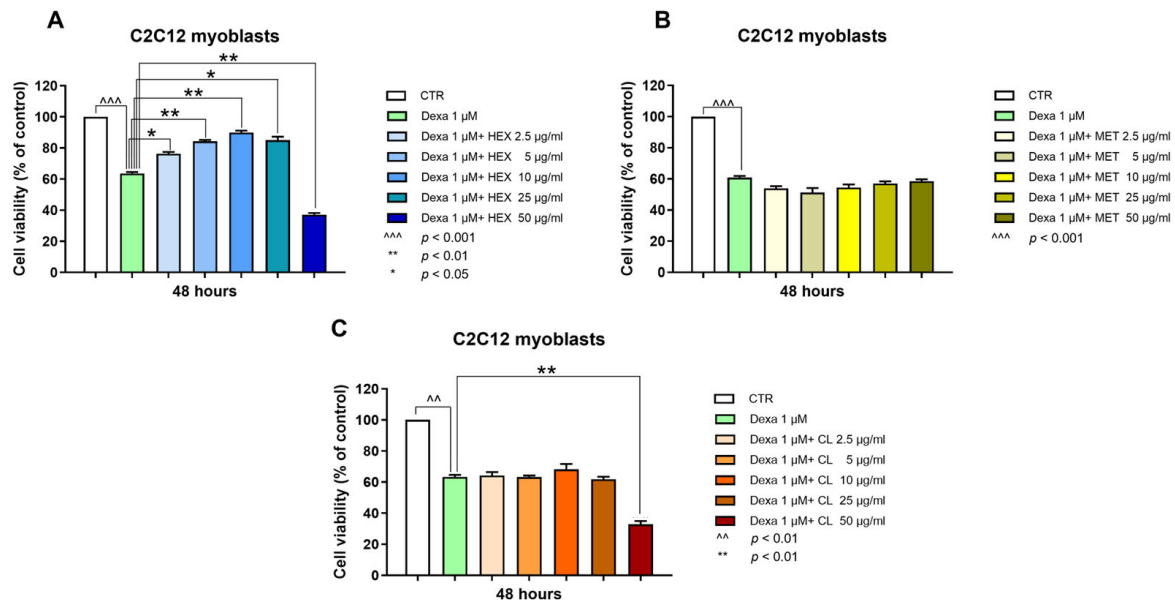 A
C2C12 myoblasts
Cell viability (% of control)
120
100
80
60
40
20
0
^^^
*
**
**
*
**
48 hours
CTR
Dexa 1 µM
Dexa 1 µM+ HEX 2.5 µg/ml
Dexa 1 µM+ HEX 5 µg/ml
Dexa 1 µM+ HEX 10 µg/ml
Dexa 1 µM+ HEX 25 µg/ml
Dexa 1 µM+ HEX 50 µg/ml
^^^ p < 0.001
** p < 0.01
* p < 0.05
B
C2C12 myoblasts
Cell viability (% of control)
120
100
80
60
40
20
0
^^^
48 hours
CTR
Dexa 1 µM
Dexa 1 µM+ MET 2.5 µg/ml
Dexa 1 µM+ MET 5 µg/ml
Dexa 1 µM+ MET 10 µg/ml
Dexa 1 µM+ MET 25 µg/ml
Dexa 1 µM+ MET 50 µg/ml
^^^ p < 0.001
C
C2C12 myoblasts
Cell viability (% of control)
120
100
80
60
40
20
0
^^
**
48 hours
CTR
Dexa 1 µM
Dexa 1 µM+ CL 2.5 µg/ml
Dexa 1 µM+ CL 5 µg/ml
Dexa 1 µM+ CL 10 µg/ml
Dexa 1 µM+ CL 25 µg/ml
Dexa 1 µM+ CL 50 µg/ml
^^ p < 0.01
** p < 0.01